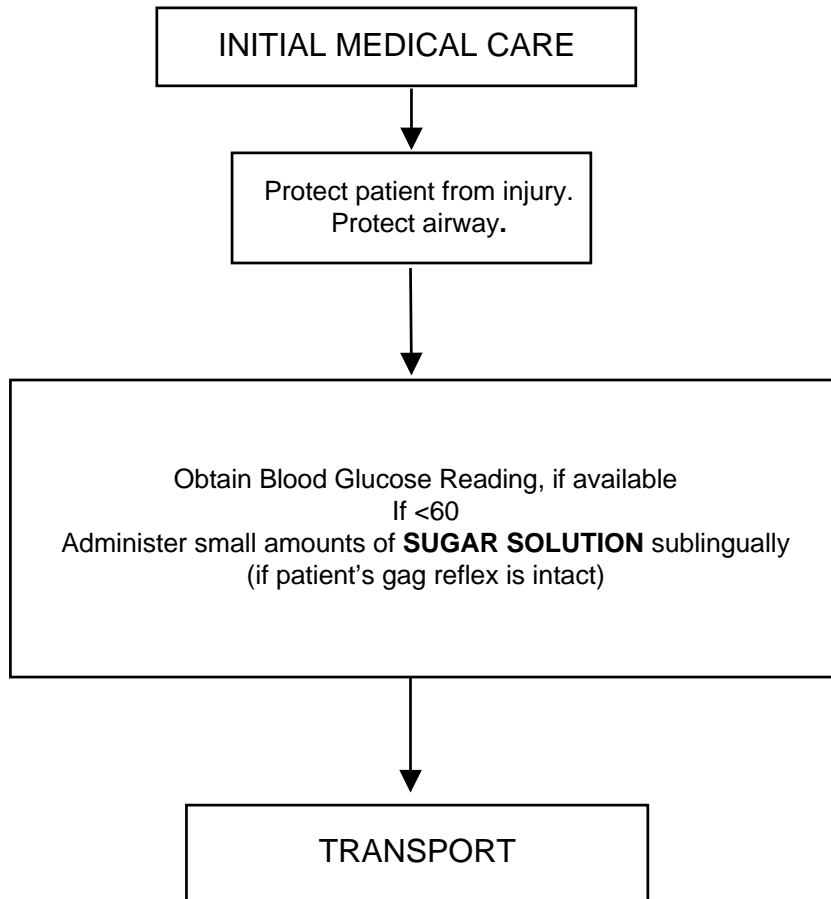 INITIAL MEDICAL CARE
Protect patient from injury.
Protect airway.
Obtain Blood Glucose Reading, if available
If <60
Administer small amounts of SUGAR SOLUTION sublingually
(if patient’s gag reflex is intact)
TRANSPORT